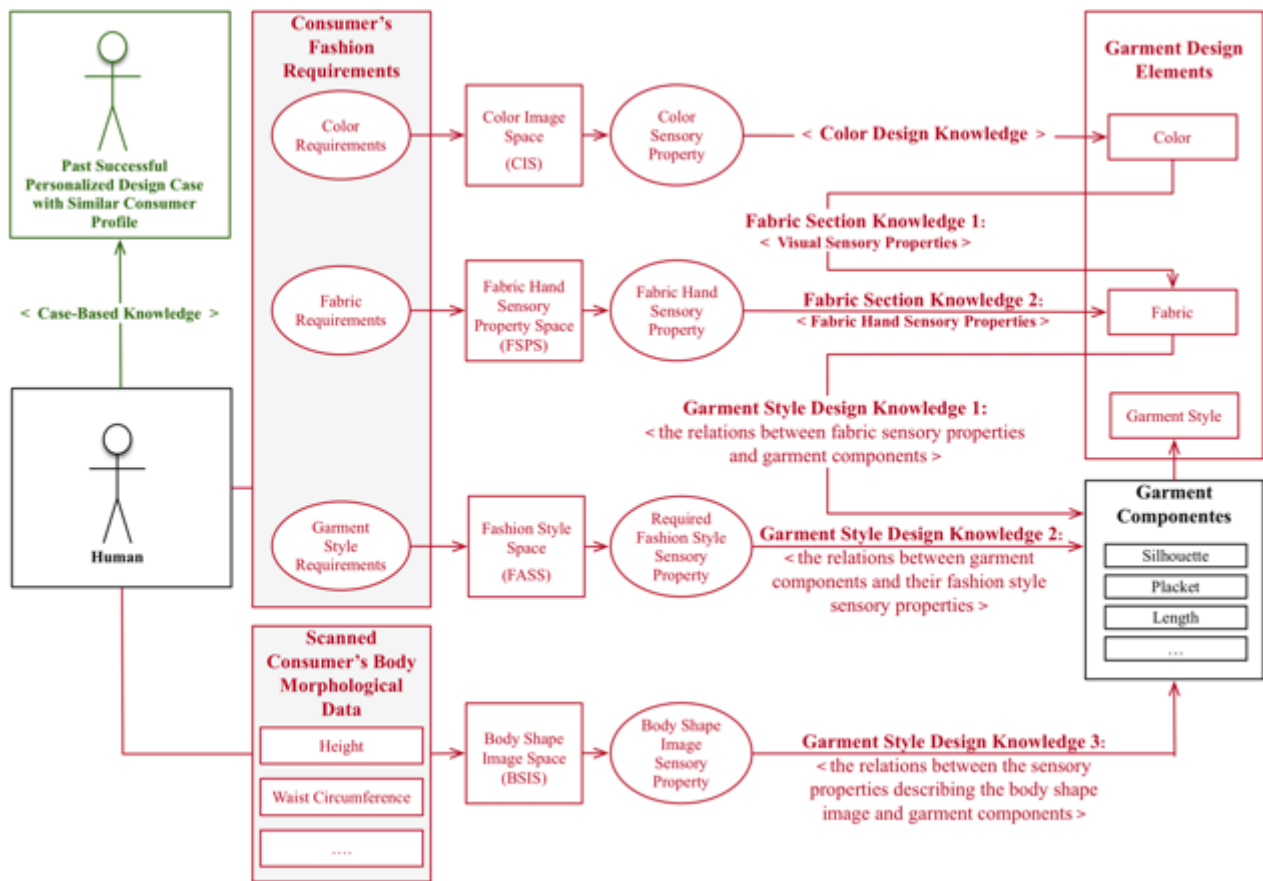 Past Successful
Personalized Design Case
with Similar Consumer
Profile
< Case-Based Knowledge >
Human
Consumer's
Fashion
Requirements
Color
Requirements
Fabric
Requirements
Garment
Style
Requirements
Scanned
Consumer's Body
Morphological
Data
Height
Waist Circumference
....
Color Image
Space
(CIS)
Color
Sensory
Property
< Color Design Knowledge >
Fabric Section Knowledge 1:
< Visual Sensory Properties >
Fabric Hand
Sensory
Property Space
(FSPS)
Fabric Hand
Sensory
Property
Fabric Section Knowledge 2:
< Fabric Hand Sensory Properties >
Garment Style Design Knowledge 1:
< the relations between fabric sensory properties
and garment components >
Fashion Style
Space
(FASS)
Required
Fashion Style
Sensory
Property
Garment Style Design Knowledge 2:
< the relations between garment
components and their fashion style
sensory properties >
Body Shape
Image Space
(BSIS)
Body Shape
Image
Sensory
Property
Garment Style Design Knowledge 3:
< the relations between the sensory
properties describing the body shape
image and garment components >
Garment Design
Elements
Color
Fabric
Garment Style
Garment
Componentes
Silhouette
Placket
Length
...